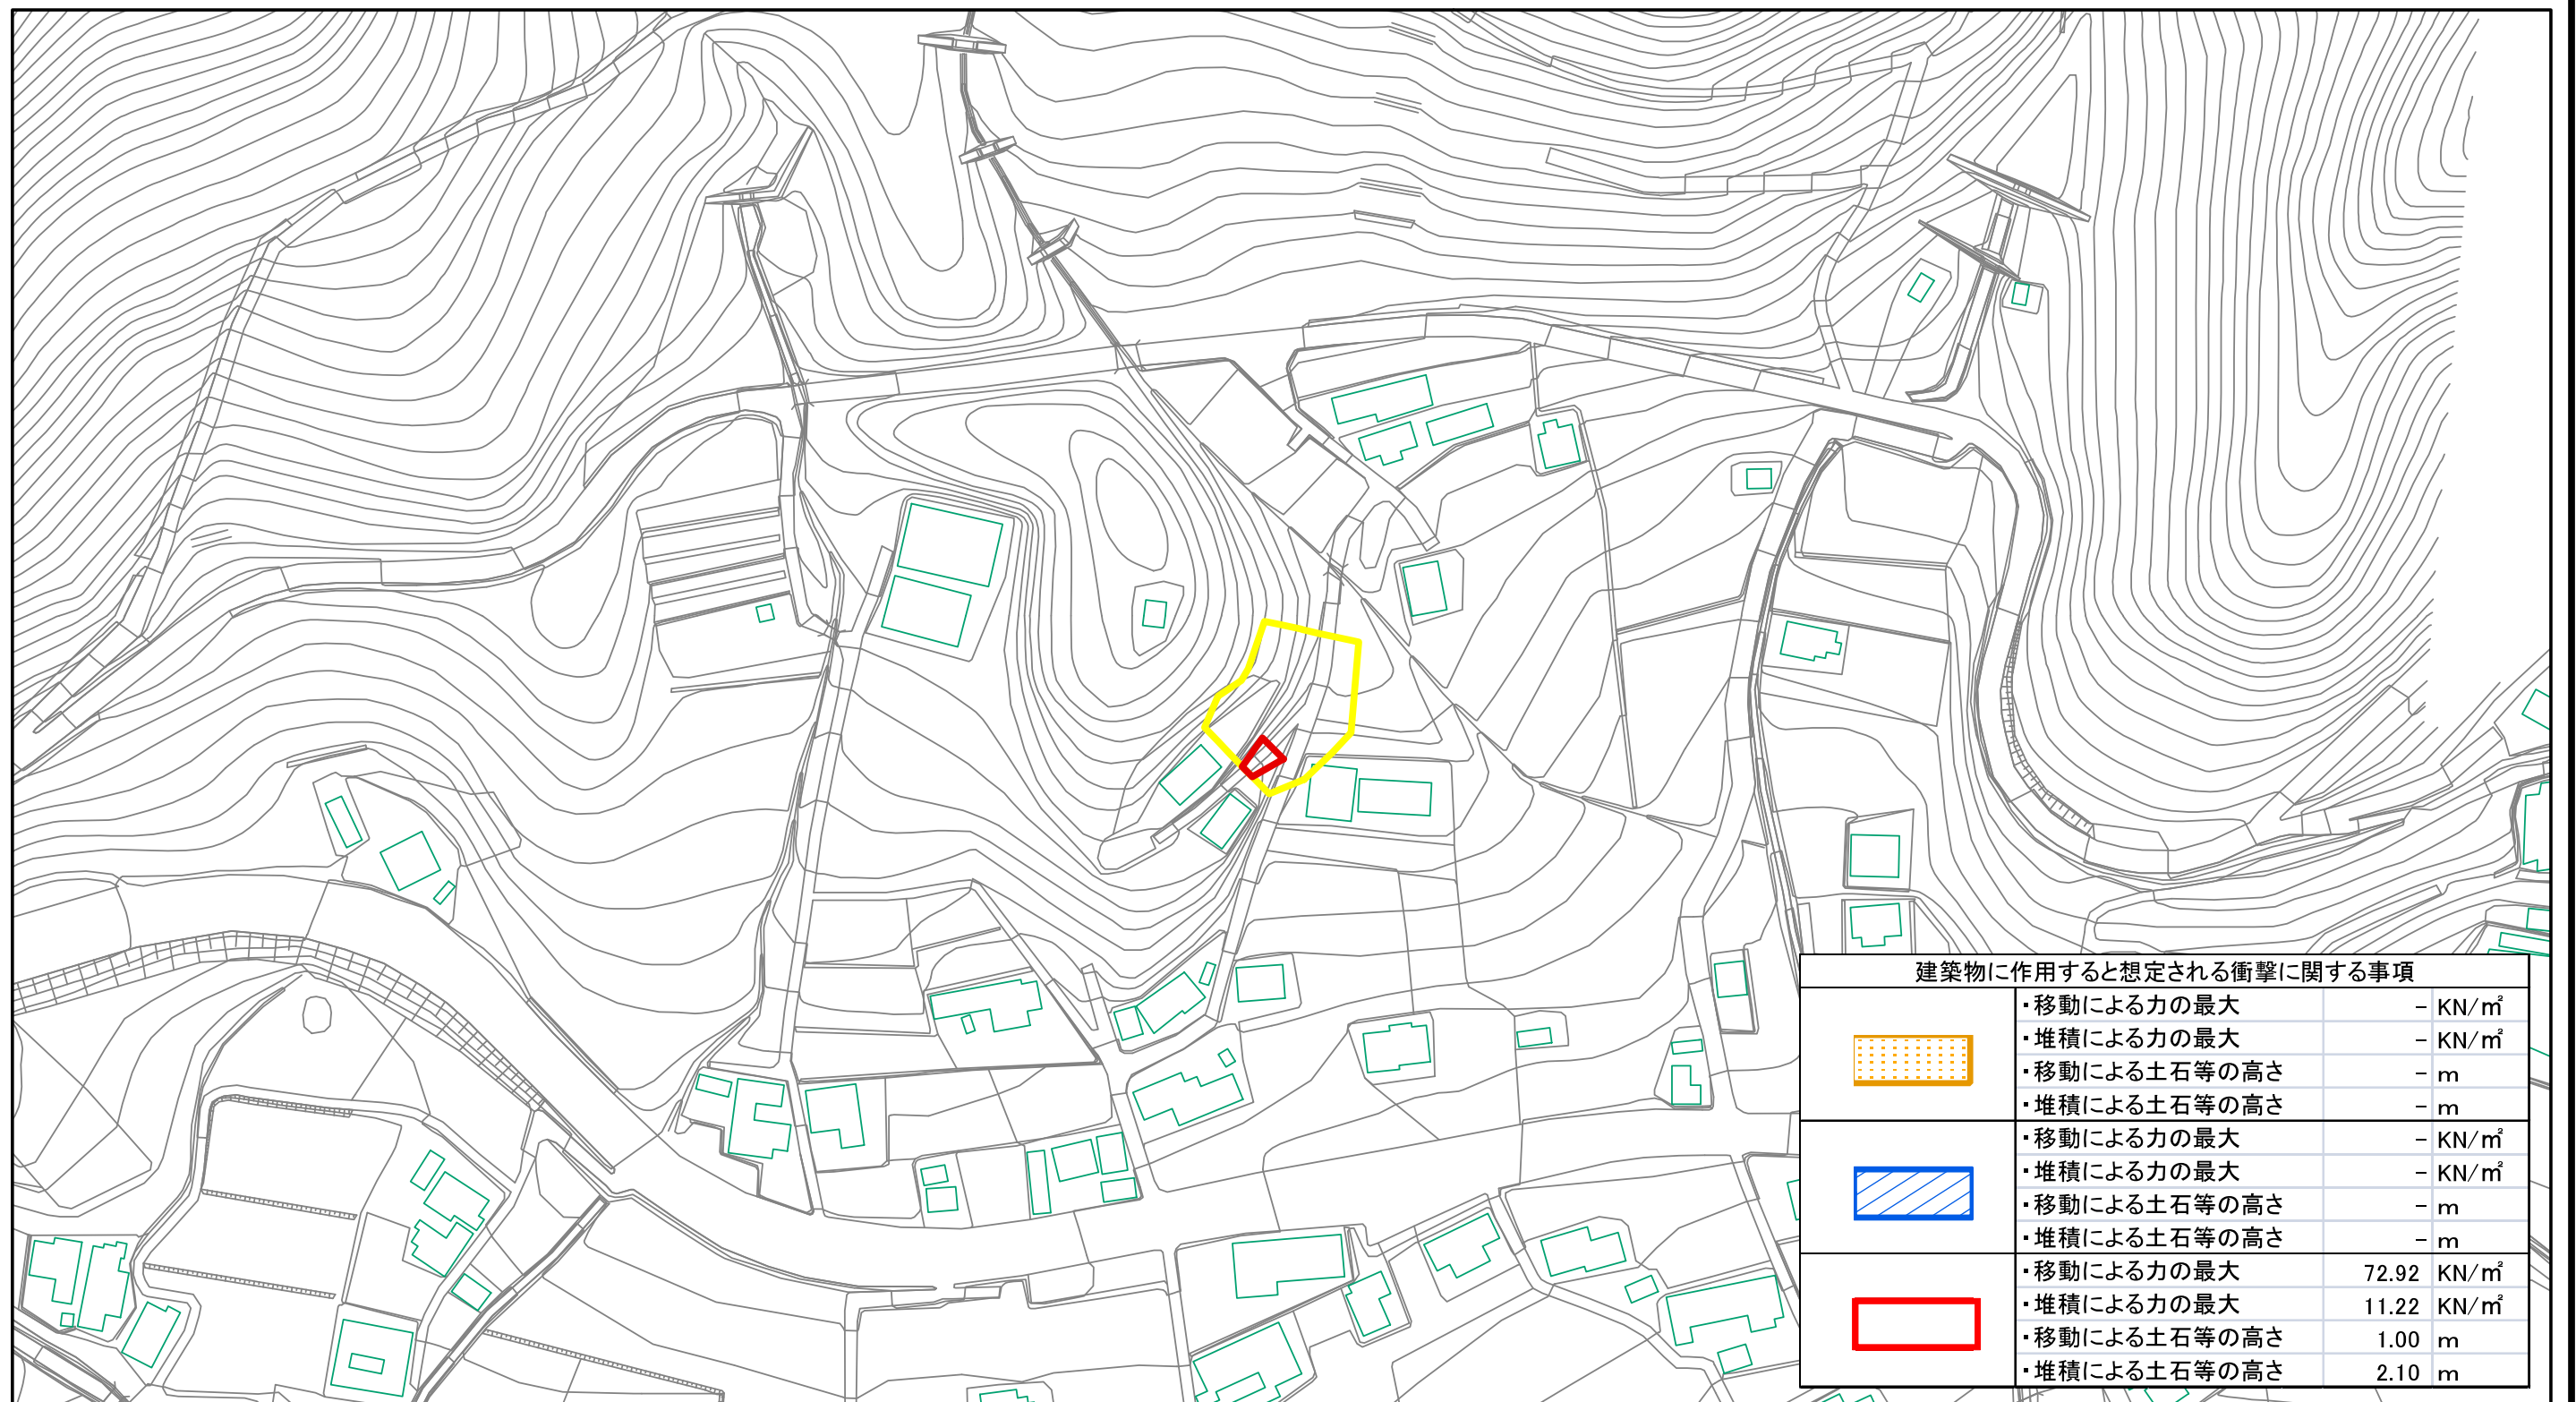 建築物に作用すると想定される衝撃に関する事項
・移動による力の最大 － KN/㎡
・堆積による力の最大 － KN/㎡
・移動による土石等の高さ － m
・堆積による土石等の高さ － m
・移動による力の最大 － KN/㎡
・堆積による力の最大 － KN/㎡
・移動による土石等の高さ － m
・堆積による土石等の高さ － m
・移動による力の最大 72.92 KN/㎡
・堆積による力の最大 11.22 KN/㎡
・移動による土石等の高さ 1.00 m
・堆積による土石等の高さ 2.10 m